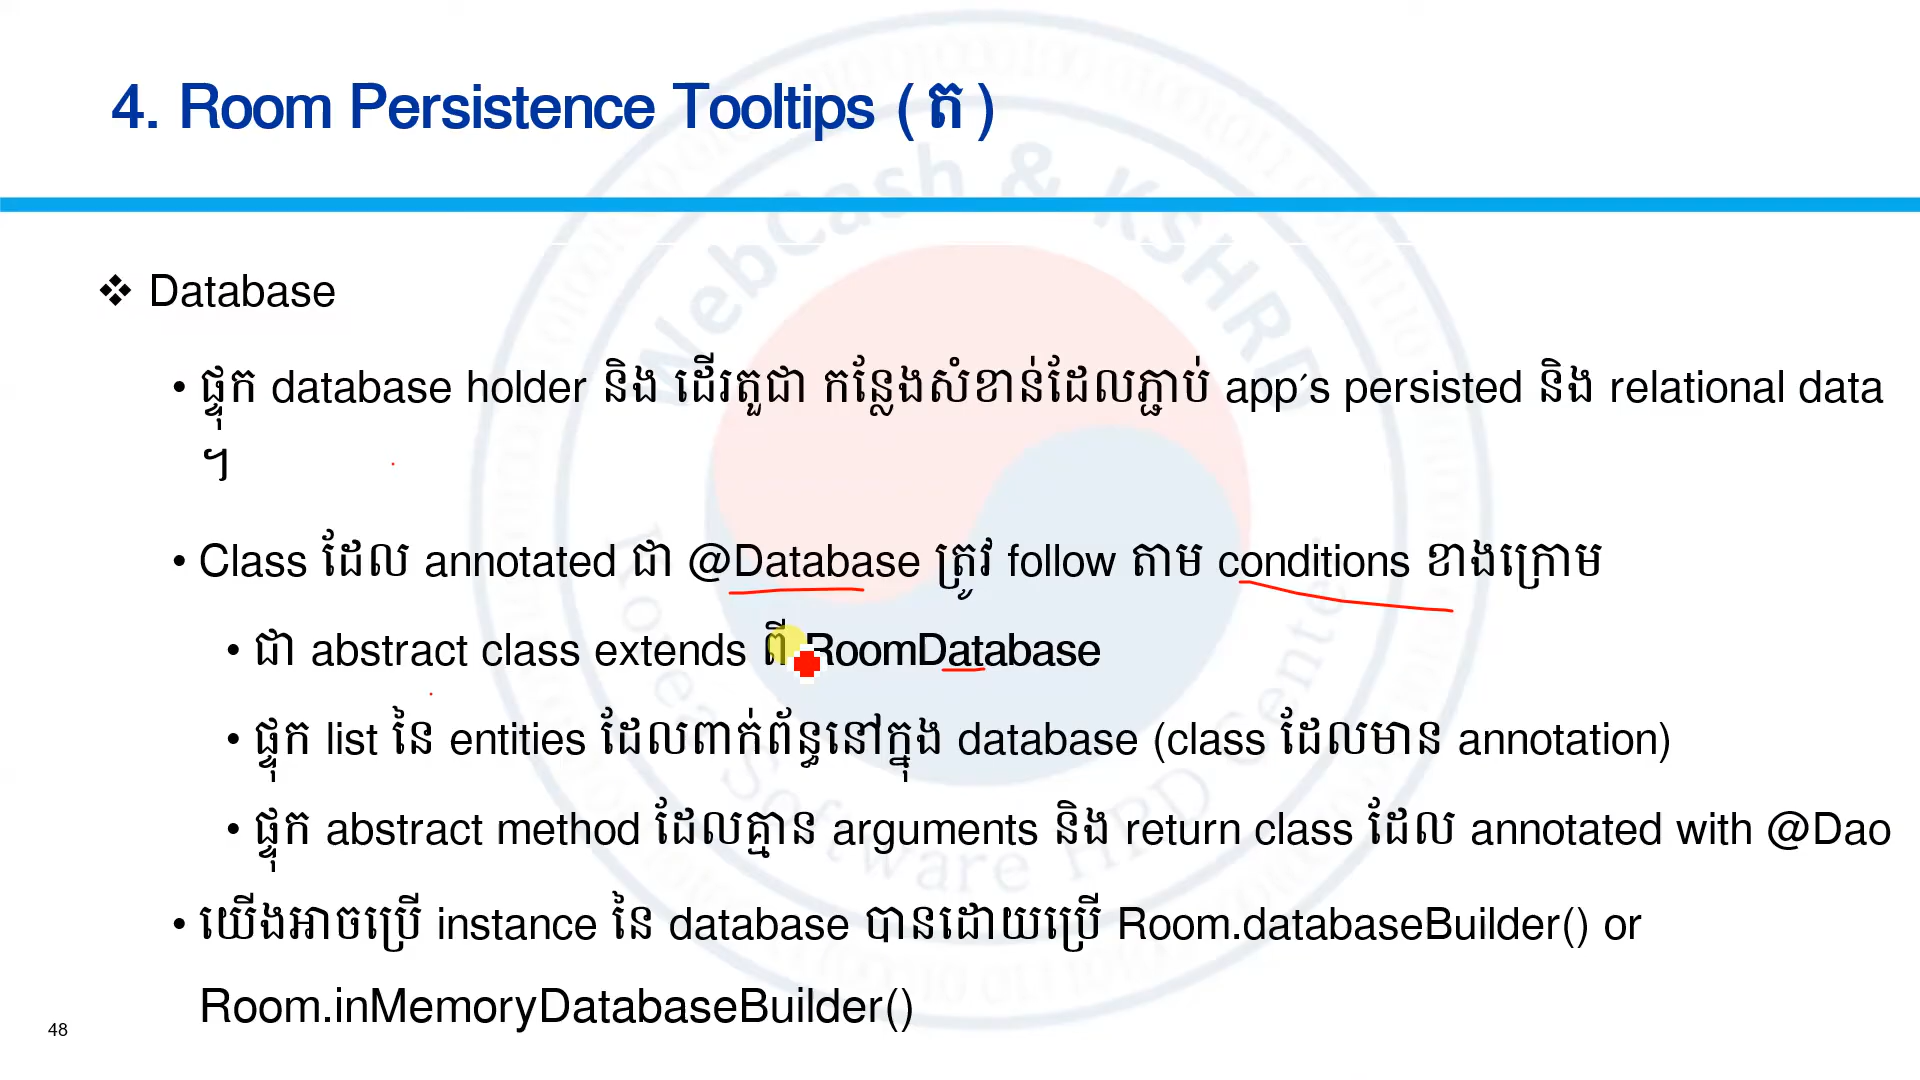 4. Room Persistence Tooltips (ត)
❖ Database
• ផ្ទុក database holder និង ដើរតួជា កន្លែងសំខាន់ដែលភ្ជាប់ app's persisted និង relational data
។
• Class ដែល annotated ជា @Database ត្រូវ follow តាម conditions ខាងក្រោម
• ជា abstract class extends ពី RoomDatabase
• ផ្ទុក list នៃ entities ដែលពាក់ព័ន្ធនៅក្នុង database (class ដែលមាន annotation)
• ផ្ទុក abstract method ដែលគ្មាន arguments និង return class ដែល annotated with @Dao
• យើងអាចប្រើ instance នៃ database បានដោយប្រើ Room.databaseBuilder() or
Room.inMemoryDatabaseBuilder()
48
WebCash & KSHRD
Korea Software HRD Center